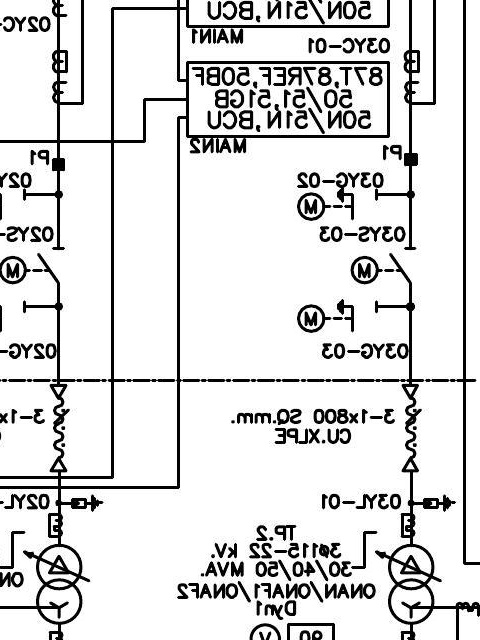 50N/51N,BCU
MAIN1
02YC-
03YC-01
87T,87REF,50BF
50/51,51GB
50N/51N,BCU
MAIN2
P1
P1
02Y
03YG-02
M
02YS-
03YS-03
M
M
M
02YG-
03YG-03
3-1x
3-1x800 SQ.mm.
CU.XLPE
02YL-
03YL-01
TP.2
3ø115-22 kV.
30/40/50 MVA.
ONAN/ONAF1/ONAF2
Dyn1
ONAN
V
90